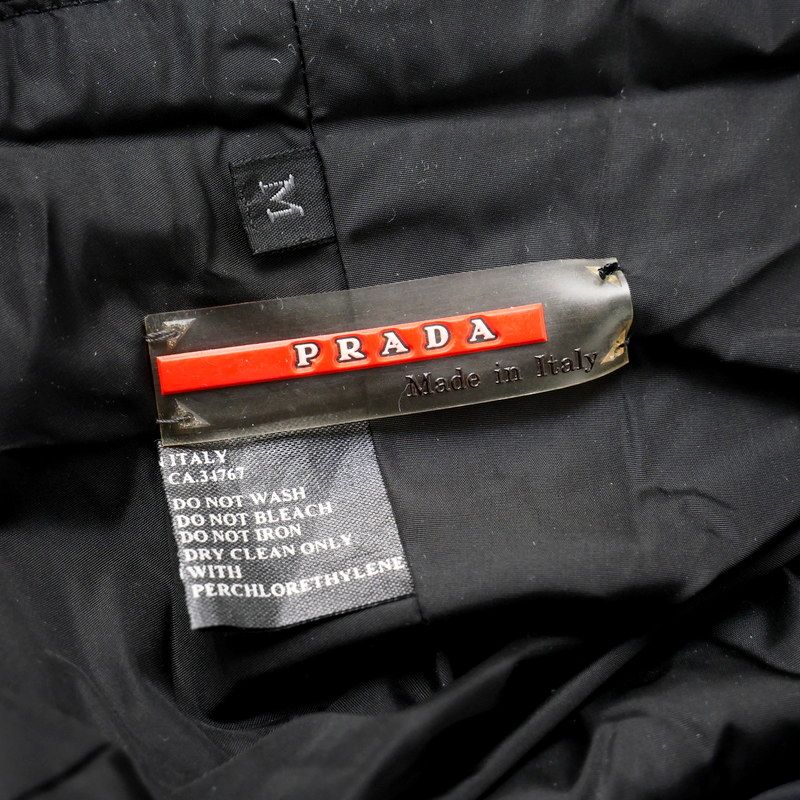 M
PRADA
Made in Italy
ITALY
CA.34767
DO NOT WASH
DO NOT BLEACH
DO NOT IRON
DRY CLEAN ONLY
WITH
PERCHLORETHYLENE